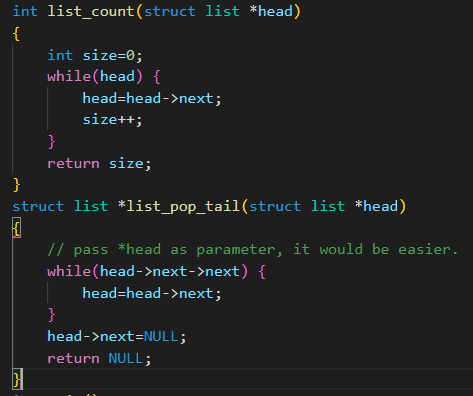 int list_count(struct list *head)
{
    int size=0;
    while(head) {
        head=head->next;
        size++;
    }
    return size;
}
struct list *list_pop_tail(struct list *head)
{
    // pass *head as parameter, it would be easier.
    while(head->next->next) {
        head=head->next;
    }
    head->next=NULL;
    return NULL;
}